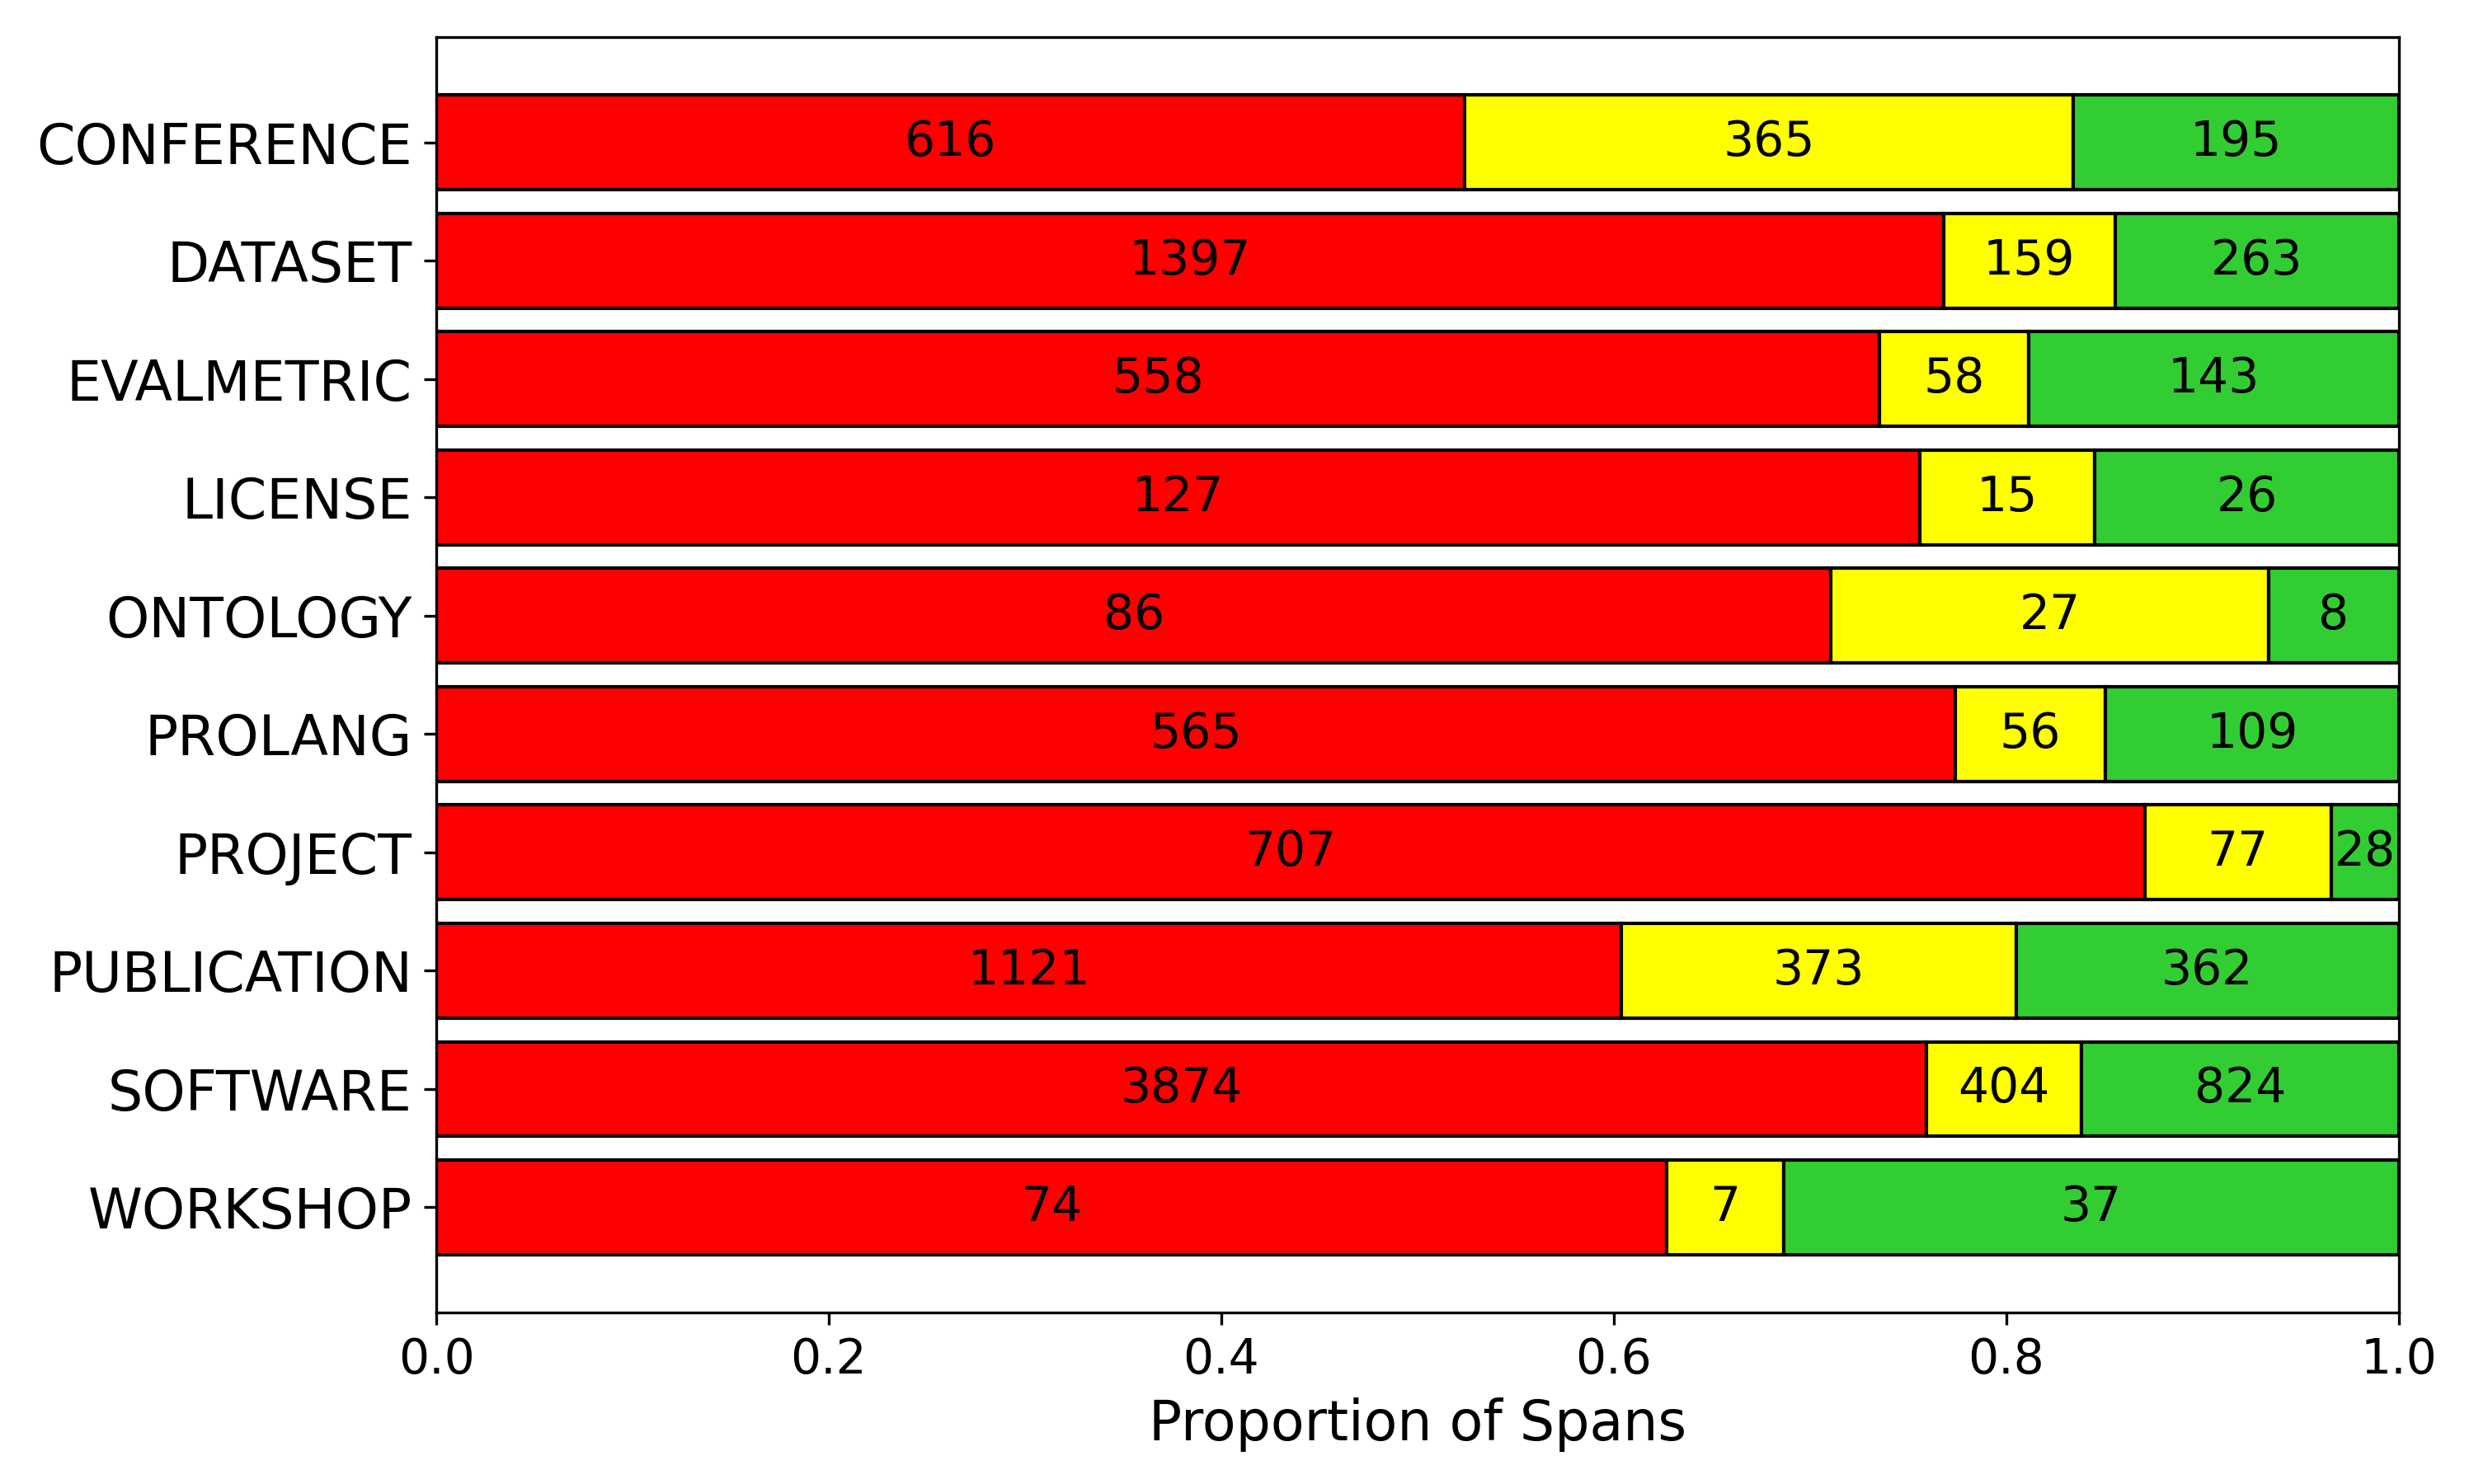 CONFERENCE 616 365 195
DATASET 1397 159 263
EVALMETRIC 558 58 143
LICENSE 127 15 26
ONTOLOGY 86 27 8
PROLANG 565 56 109
PROJECT 707 77 28
PUBLICATION 1121 373 362
SOFTWARE 3874 404 824
WORKSHOP 74 7 37
0.0 0.2 0.4 0.6 0.8 1.0
Proportion of Spans